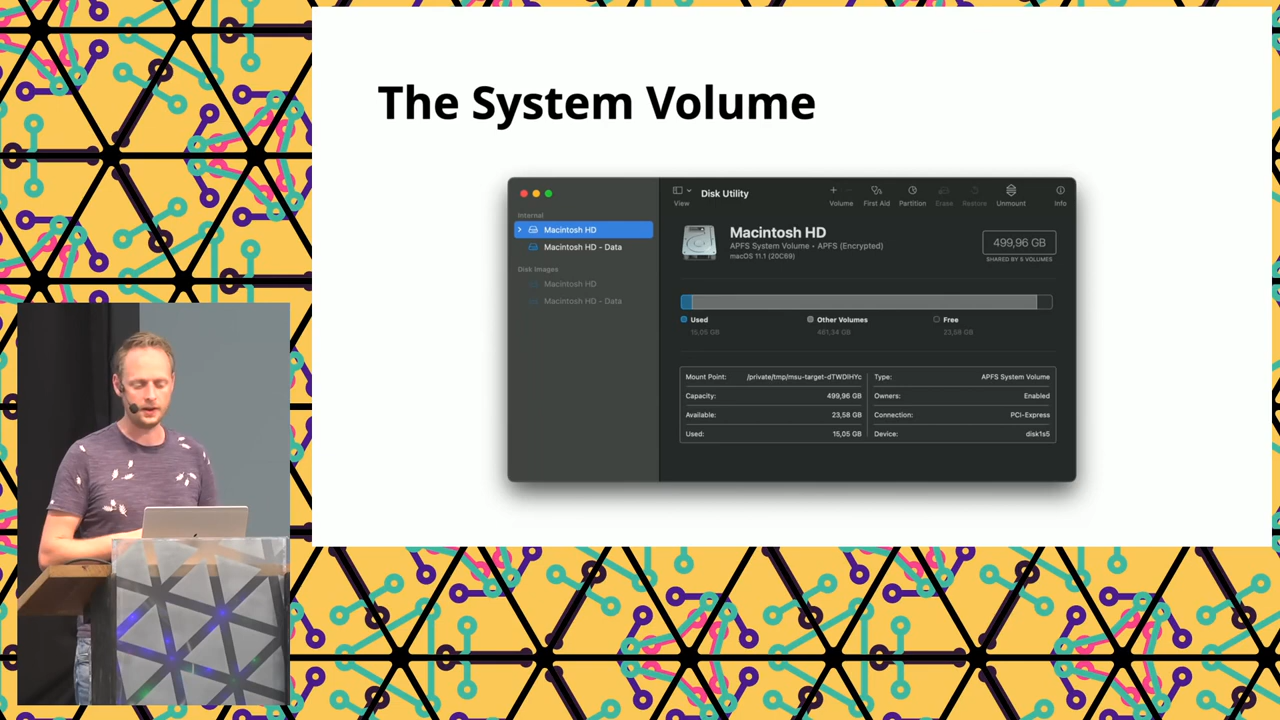 The System Volume
Disk Utility
View
Volume
First Aid
Partition
Erase
Restore
Unmount
Info
Internal
Macintosh HD
Macintosh HD - Data
Disk Images
Macintosh HD
Macintosh HD - Data
Macintosh HD
APFS System Volume • APFS (Encrypted)
macOS 11.1 (20C69)
499,96 GB
SHARED BY 5 VOLUMES
Used
15,05 GB
Other Volumes
461,34 GB
Free
23,58 GB
Mount Point: /private/tmp/msu-target-dTWDlHYc
Capacity: 499,96 GB
Available: 23,58 GB
Used: 15,05 GB
Type: APFS System Volume
Owners: Enabled
Connection: PCI-Express
Device: disk1s5